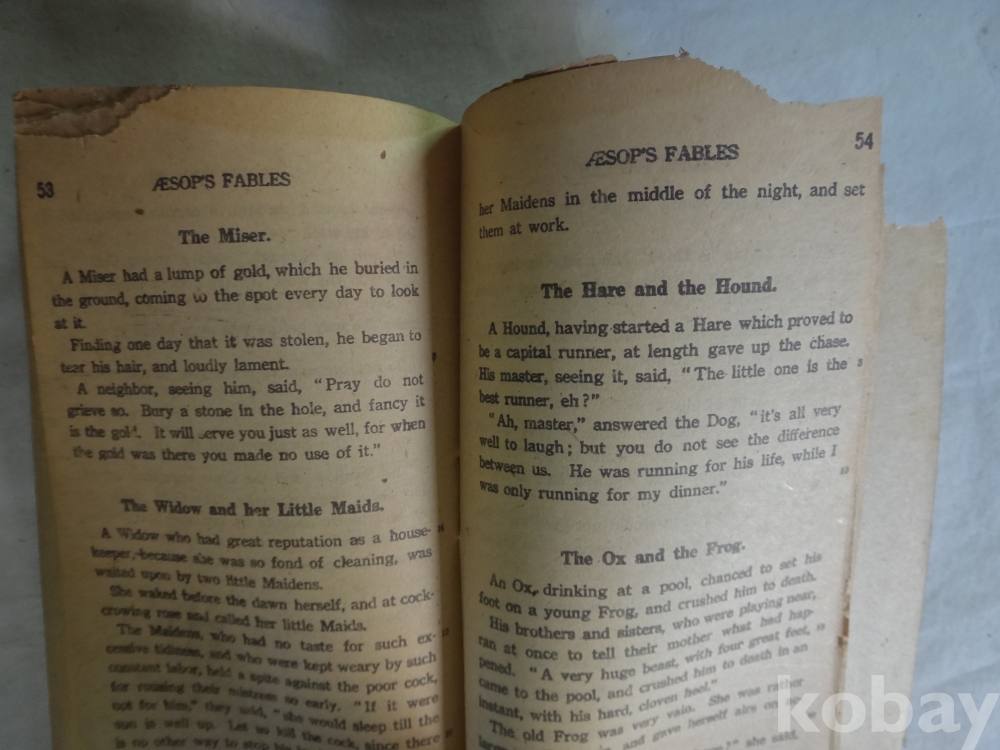 53
ÆSOP'S FABLES
The Miser.
A Miser had a lump of gold, which he buried in
the ground, coming to the spot every day to look
at it.
Finding one day that it was stolen, he began to
tear his hair, and loudly lament.
A neighbor, seeing him, said, "Pray do not
grieve so. Bury a stone in the hole, and fancy it
is the gold. It will serve you just as well, for when
the gold was there you made no use of it."
The Widow and her Little Maids.
A Widow who had great reputation as a house-
keeper, because she was so fond of cleaning, was
waited upon by two little Maidens.
She waked before the dawn herself, and at cock-
crowing rose and called her little Maids.
The Maidens, who had no taste for such ex-
cessive tidiness, and who were kept weary by such
constant labor, held a spite against the poor cock,
for rousing their mistress so early. "If it were
not for him," they said, "she would sleep till the
sun is well up. Let us kill the cock, since there
is no other way to stop his
ÆSOP'S FABLES
54
her Maidens in the middle of the night, and set
them at work.
The Hare and the Hound.
A Hound, having started a Hare which proved to
be a capital runner, at length gave up the chase.
His master, seeing it, said, "The little one is the
best runner, eh?"
"Ah, master," answered the Dog, "it's all very
well to laugh; but you do not see the difference
between us. He was running for his life, while I
was only running for my dinner."
The Ox and the Frog.
An Ox, drinking at a pool, chanced to set his
foot on a young Frog, and crushed him to death.
His brothers and sisters, who were playing near,
ran at once to tell their mother what had hap-
pened. "A very huge beast, with four great feet,
came to the pool, and crushed him to death in an
instant, with his hard, cloven heel."
The old Frog was very vain. She was rather
and gave herself airs on
she said,
kobay